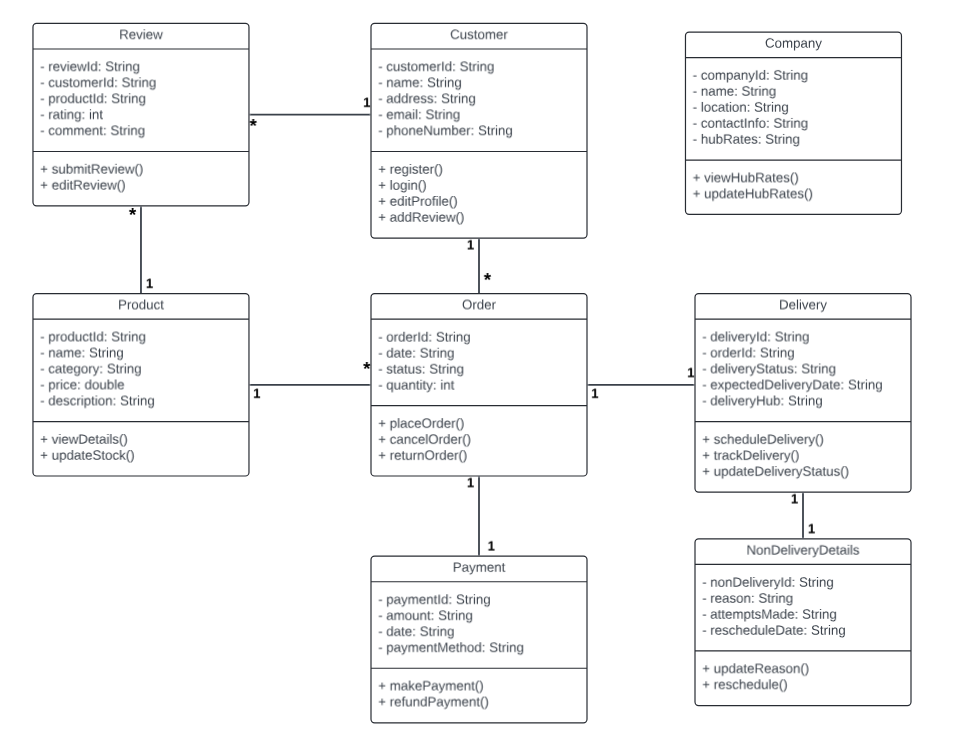 Review
- reviewId: String
- customerId: String
- productId: String
- rating: int
- comment: String
+ submitReview()
+ editReview()
*
1
Customer
- customerId: String
- name: String
- address: String
- email: String
- phoneNumber: String
+ register()
+ login()
+ editProfile()
+ addReview()
Company
- companyId: String
- name: String
- location: String
- contactInfo: String
- hubRates: String
+ viewHubRates()
+ updateHubRates()
*
1
1
*
Product
- productId: String
- name: String
- category: String
- price: double
- description: String
+ viewDetails()
+ updateStock()
1
*
Order
- orderId: String
- date: String
- status: String
- quantity: int
+ placeOrder()
+ cancelOrder()
+ returnOrder()
1
1
Delivery
- deliveryId: String
- orderId: String
- deliveryStatus: String
- expectedDeliveryDate: String
- deliveryHub: String
+ scheduleDelivery()
+ trackDelivery()
+ updateDeliveryStatus()
1
1
1
1
Payment
- paymentId: String
- amount: String
- date: String
- paymentMethod: String
+ makePayment()
+ refundPayment()
NonDeliveryDetails
- nonDeliveryId: String
- reason: String
- attemptsMade: String
- rescheduleDate: String
+ updateReason()
+ reschedule()